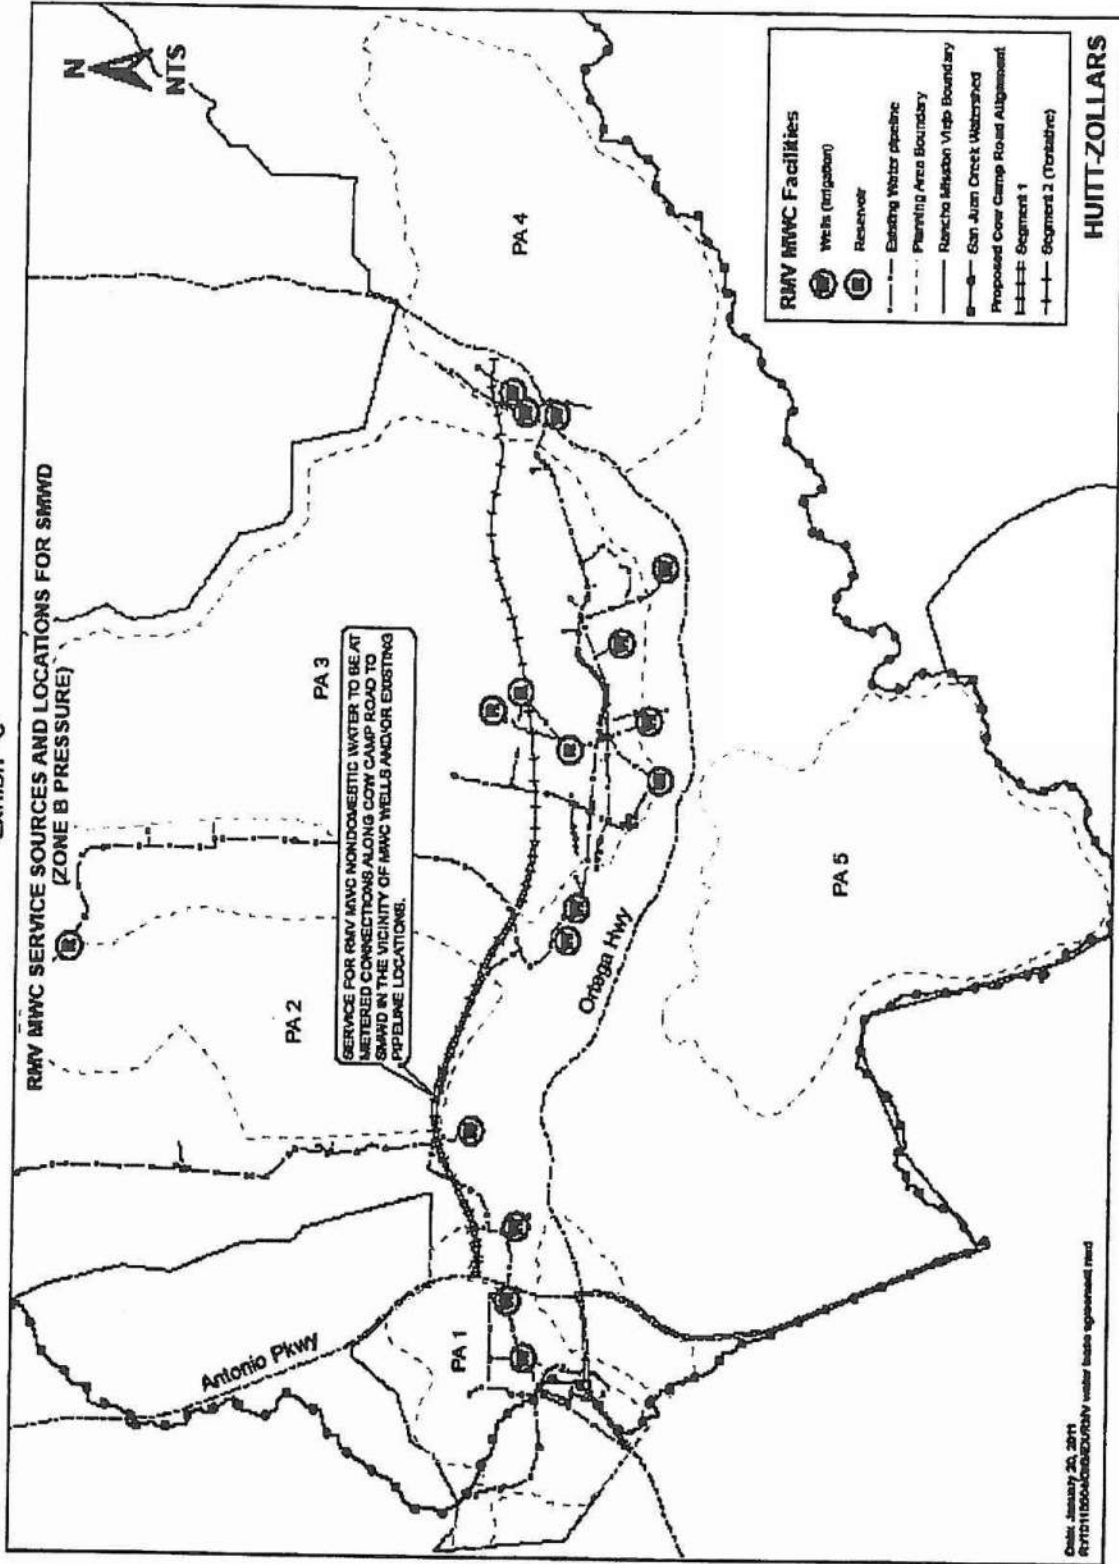 RMV MWC SERVICE SOURCES AND LOCATIONS FOR SMWD
(ZONE B PRESSURE)
N
NTS
PA 3
PA 2
SERVICE FOR RMV MWC NONDOMESTIC WATER TO BE AT
METERED CONNECTIONS ALONG COW CAMP ROAD TO
SMWD IN THE VICINITY OF MWC WELLS AND/OR EXISTING
PIPELINE LOCATIONS.
PA 4
Antonio Pkwy
PA 1
Ortega Hwy
PA 5
RMV MWC Facilities
Wells (Irrigation)
R
Reservoir
Existing Water pipeline
Planning Area Boundary
Rancho Mission Viejo Boundary
San Juan Creek Watershed
Proposed Cow Camp Road Alignment
Segment 1
Segment 2 (Tentative)
HUITT-ZOLLARS
Date: January 20, 2011
water lease agreement.mxd